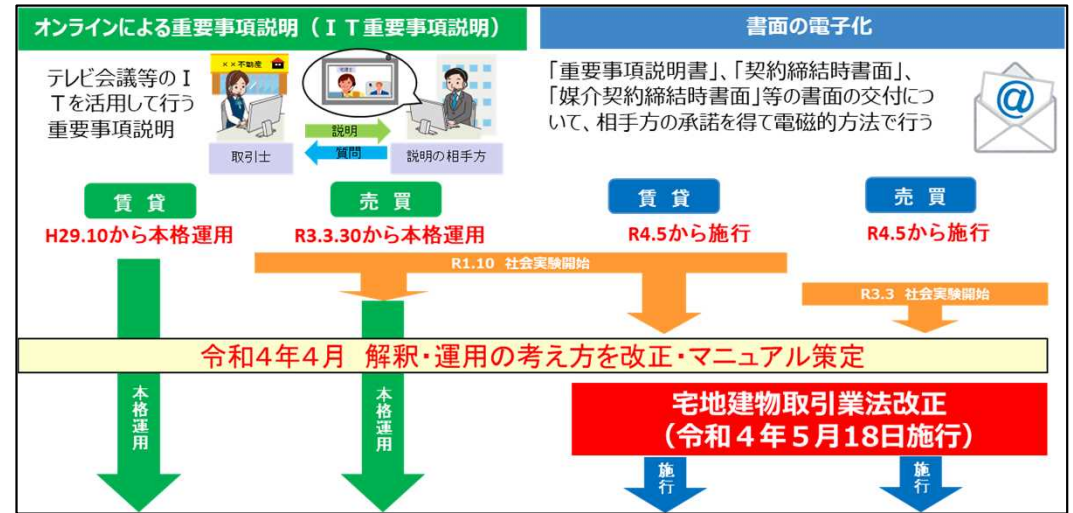 オンラインによる重要事項説明（ＩＴ重要事項説明）
テレビ会議等のＩ
Ｔを活用して行う
重要事項説明
××不動産
説明
質問
取引士
説明の相手方
賃 貸
H29.10から本格運用
売 買
R3.3.30から本格運用
書面の電子化
「重要事項説明書」、「契約締結時書面」、
「媒介契約締結時書面」等の書面の交付につ
いて、相手方の承諾を得て電磁的方法で行う
@
賃 貸
R4.5から施行
売 買
R4.5から施行
R1.10 社会実験開始
R3.3 社会実験開始
令和４年４月 解釈・運用の考え方を改正・マニュアル策定
本格運用
本格運用
宅地建物取引業法改正
（令和４年５月18日施行）
施行
施行